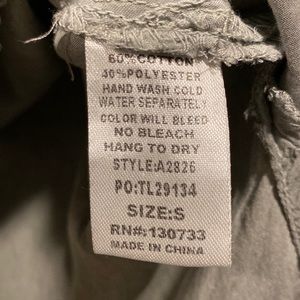 60%COTTON
40%POLYESTER
HAND WASH COLD
WATER SEPARATELY
COLOR WILL BLEED
NO BLEACH
HANG TO DRY
STYLE:A2826
PO:TL29134
SIZE:S
RN#:130733
MADE IN CHINA